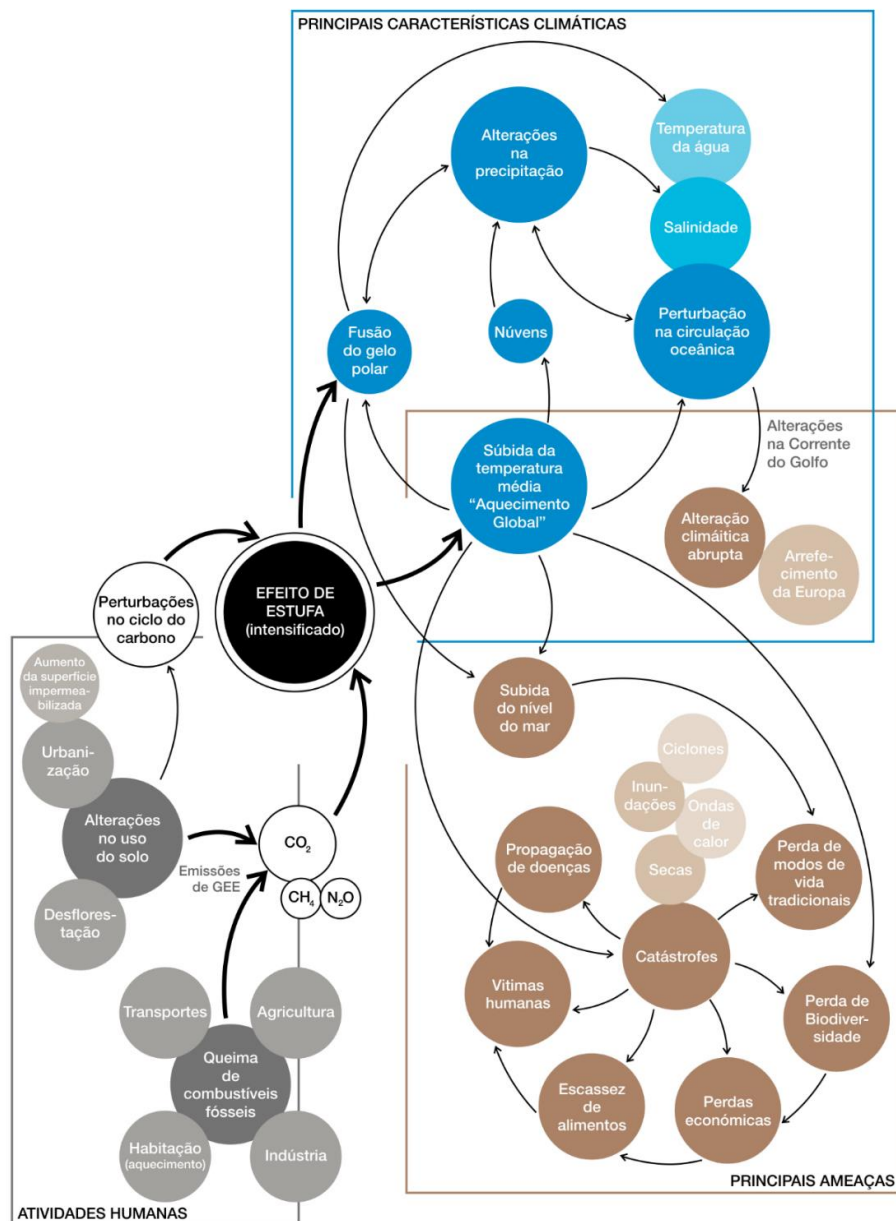 PRINCIPAIS CARACTERÍSTICAS CLIMÁTICAS
Temperatura
da água
Alterações
na
precipitação
Salinidade
Perturbação
na circulação
oceânica
Fusão
do gelo
polar
Núvens
Alterações
na Corrente
do Golfo
Súbida da
temperatura
média
“Aquecimento
Global”
Alteração
climáitica
abrupta
Arrefe-
cimento
da Europa
EFEITO DE
ESTUFA
(intensificado)
Perturbações
no ciclo do
carbono
Aumento
da superfície
impermea-
bilizada
Urbani-
zação
Alterações
no uso
do solo
Desflores-
tação
Emissões
de GEE
CO₂
CH₄
N₂O
Transportes
Agricultura
Queima
de
combustíveis
fósseis
Habitação
(aquecimento)
Indústria
ATIVIDADES HUMANAS
Subida
do nível
do mar
Ciclones
Inun-
dações
Ondas
de
calor
Secas
Propagação
de doenças
Perda de
modos de
vida
tradicionais
Catástrofes
Vitimas
humanas
Perda de
Biodiver-
sidade
Escassez
de
alimentos
Perdas
económicas
PRINCIPAIS AMEAÇAS